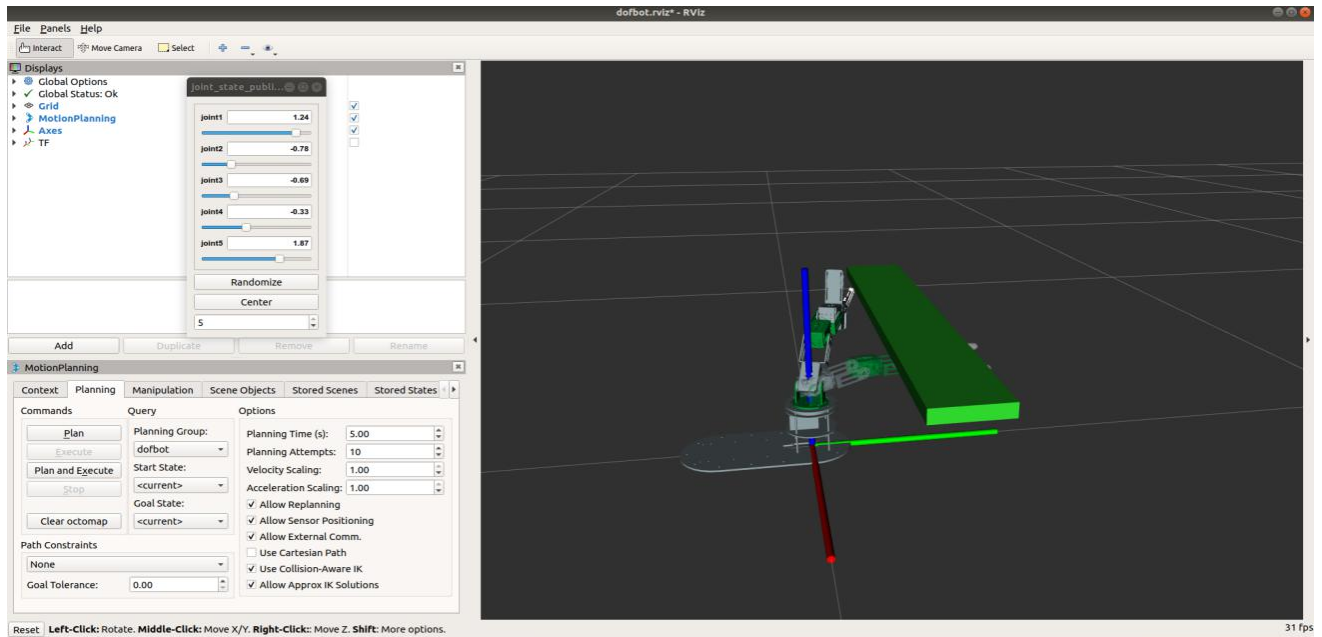 dofbot.rviz* - RViz
File Panels Help
Interact Move Camera Select
Displays
Global Options
Global Status: Ok
Grid
MotionPlanning
Axes
TF
joint_state_publi...
joint1 1.24
joint2 -0.78
joint3 -0.69
joint4 -0.33
joint5 1.87
Randomize
Center
5
Add Duplicate Remove Rename
MotionPlanning
Context Planning Manipulation Scene Objects Stored Scenes Stored States
Commands Query Options
Plan
Execute
Plan and Execute
Stop
Clear octomap
Planning Group:
dofbot
Start State:
<current>
Goal State:
<current>
Planning Time (s): 5.00
Planning Attempts: 10
Velocity Scaling: 1.00
Acceleration Scaling: 1.00
Allow Replanning
Allow Sensor Positioning
Allow External Comm.
Use Cartesian Path
Use Collision-Aware IK
Allow Approx IK Solutions
Path Constraints
None
Goal Tolerance: 0.00
Reset Left-Click: Rotate. Middle-Click: Move X/Y. Right-Click:: Move Z. Shift: More options. 31 fps